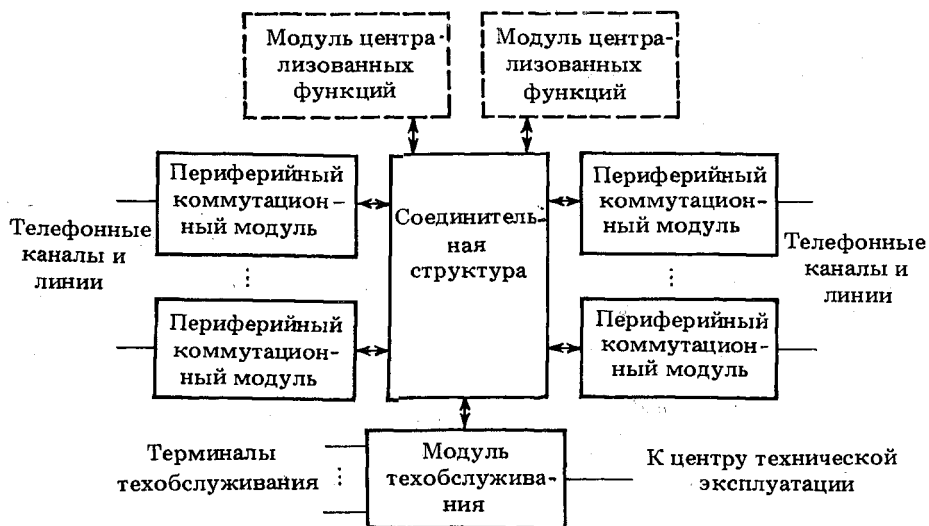 Модуль центра-
лизованных
функций
Модуль центра-
лизованных
функций
Периферийный
коммутацион-
ный модуль
Соединитель-
ная
структура
Периферийный
коммутацион-
ный модуль
Телефонные
каналы и
линии
Телефонные
каналы и
линии
Периферийный
коммутацион-
ный модуль
Периферийный
коммутацион-
ный модуль
Терминалы
техобслуживания
Модуль
техобслужива-
ния
К центру технической
эксплуатации